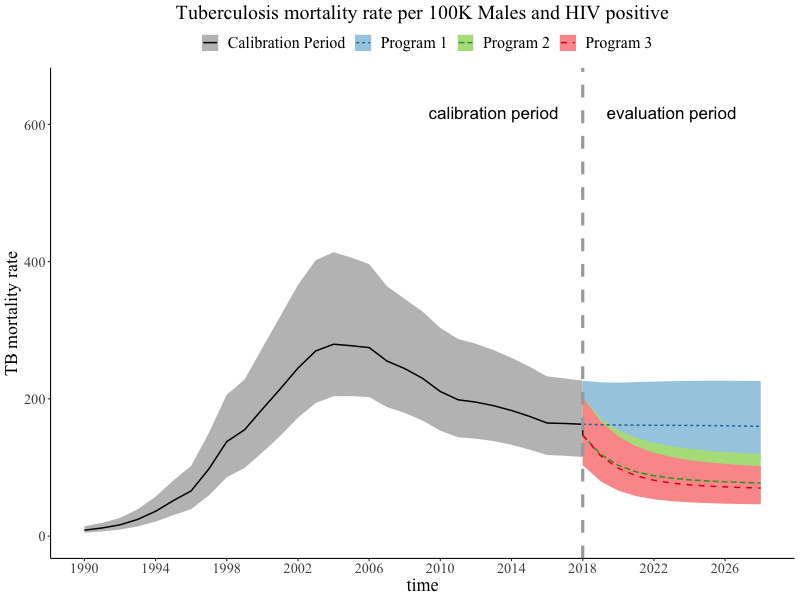 Tuberculosis mortality rate per 100K Males and HIV positive
Calibration Period Program 1 Program 2 Program 3
calibration period evaluation period
TB mortality rate
600
400
200
0
1990 1994 1998 2002 2006 2010 2014 2018 2022 2026
time